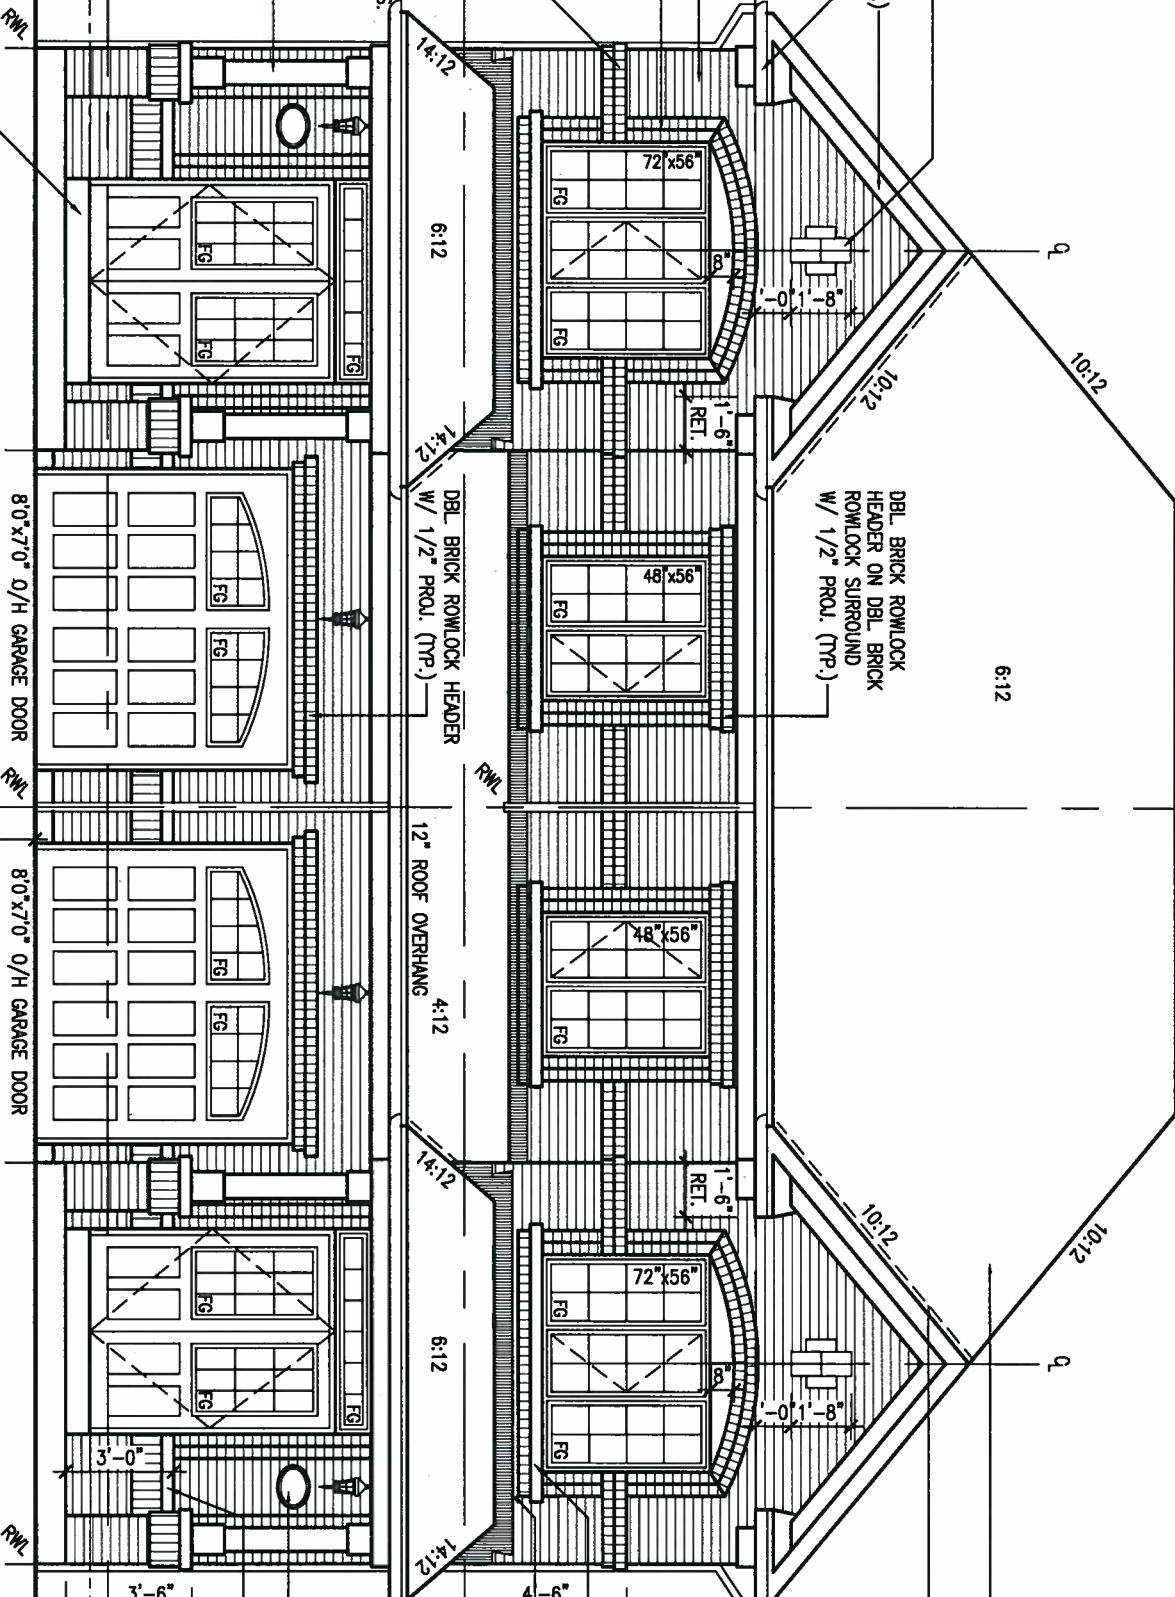 ℄
℄
10:12
10:12
6:12
10:12
10:12
1'-8"
1'-8"
DBL. BRICK ROWLOCK
HEADER ON DBL. BRICK
ROWLOCK SURROUND
W/ 1/2" PROJ. (TYP.)
8"
8"
1'-6"
RET.
1'-6"
RET.
72"x56"
48"x56"
48"x56"
72"x56"
FG
FG
FG
FG
FG
FG
RWL
4'-6"
14:12
6:12
14:12
DBL. BRICK ROWLOCK HEADER
W/ 1/2" PROJ. (TYP.)
12" ROOF OVERHANG
4:12
14:12
6:12
14:12
FG
FG
FG
FG
FG
FG
FG
FG
FG
FG
3'-0"
3'-6"
RWL
8'0"x7'0" O/H GARAGE DOOR
RWL
8'0"x7'0" O/H GARAGE DOOR
RWL